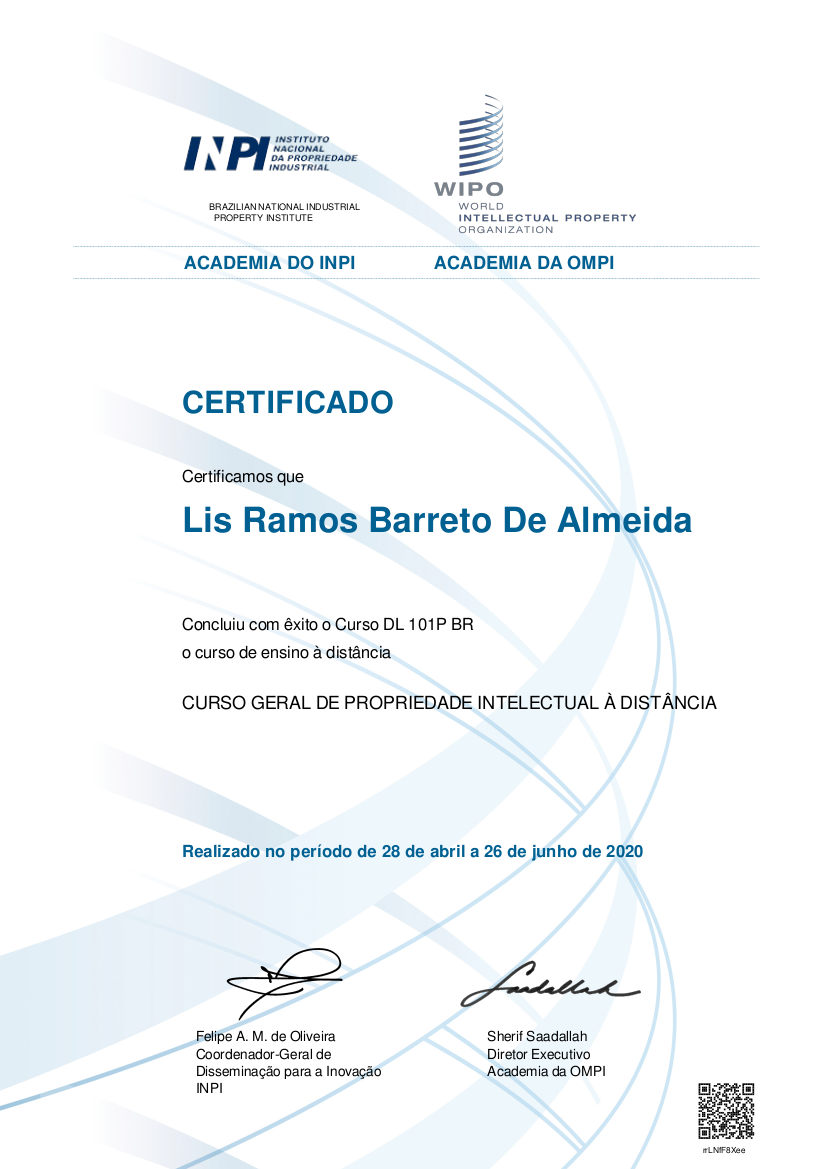 INPI INSTITUTO
NACIONAL
DA PROPRIEDADE
INDUSTRIAL
BRAZILIAN NATIONAL INDUSTRIAL
PROPERTY INSTITUTE
WIPO
WORLD
INTELLECTUAL PROPERTY
ORGANIZATION
ACADEMIA DO INPI
ACADEMIA DA OMPI
CERTIFICADO
Certificamos que
Lis Ramos Barreto De Almeida
Concluiu com êxito o Curso DL 101P BR
o curso de ensino à distância
CURSO GERAL DE PROPRIEDADE INTELECTUAL À DISTÂNCIA
Realizado no período de 28 de abril a 26 de junho de 2020
Saadallah
Felipe A. M. de Oliveira
Coordenador-Geral de
Disseminação para a Inovação
INPI
Sherif Saadallah
Diretor Executivo
Academia da OMPI